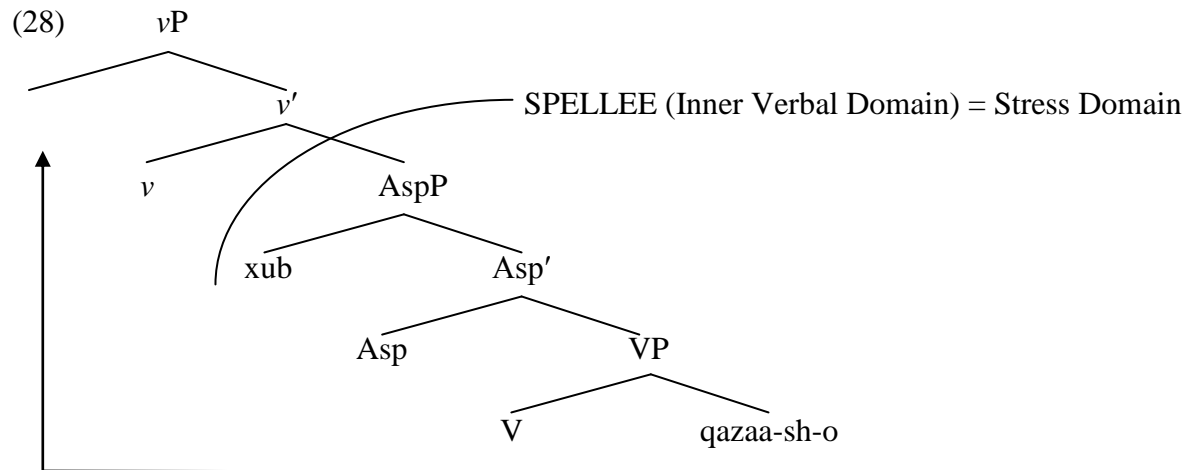 (28) vP
v′ SPELLEE (Inner Verbal Domain) = Stress Domain
v AspP
xub Asp′
Asp VP
V qazaa-sh-o